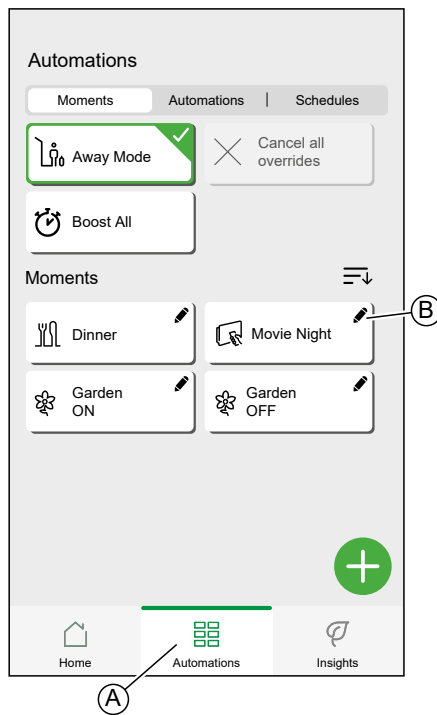 Automations
Moments Automations | Schedules
Away Mode
Cancel all
overrides
Boost All
Moments
Dinner
Movie Night
B
Garden
ON
Garden
OFF
Home Automations Insights
A